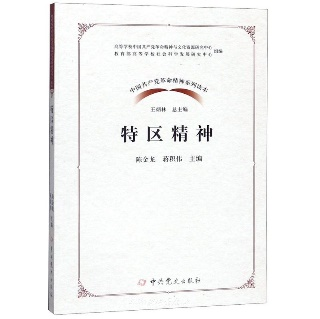 高等学校中国共产党革命精神与文化资源研究中心
教育部高等学校社会科学发展研究中心
组编
中国共产党革命精神系列读本
王炳林 总主编
特区精神
陈金龙 蒋积伟 主编
中共党史出版社
特区精神